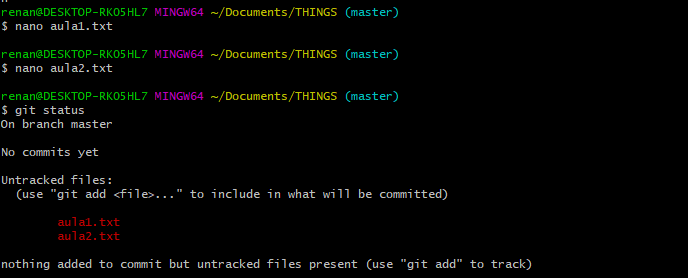 renan@DESKTOP-RKO5HL7 MINGW64 ~/Documents/THINGS (master)
$ nano aula1.txt
renan@DESKTOP-RKO5HL7 MINGW64 ~/Documents/THINGS (master)
$ nano aula2.txt
renan@DESKTOP-RKO5HL7 MINGW64 ~/Documents/THINGS (master)
$ git status
On branch master
No commits yet
Untracked files:
(use "git add <file>..." to include in what will be committed)
aula1.txt
aula2.txt
nothing added to commit but untracked files present (use "git add" to track)